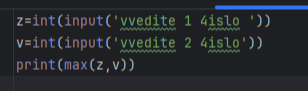 z=int(input('vvedite 1 4islo '))
v=int(input('vvedite 2 4islo'))
print(max(z,v))